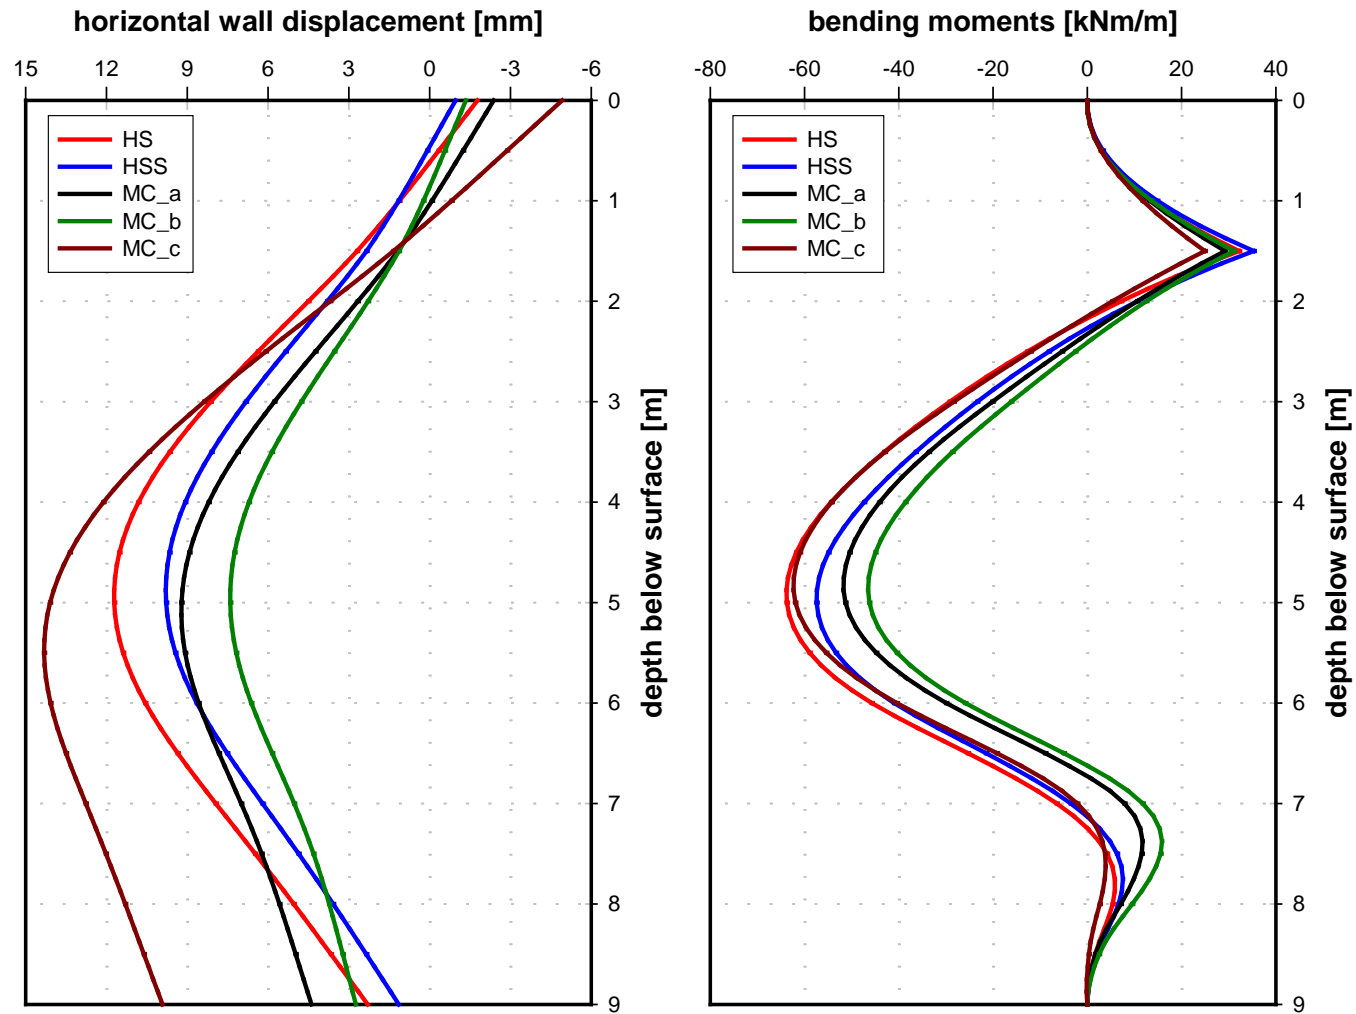 horizontal wall displacement [mm]
15 12 9 6 3 0 -3 -6
HS
HSS
MC_a
MC_b
MC_c
0
1
2
3
4
5
6
7
8
9
depth below surface [m]
bending moments [kNm/m]
-80 -60 -40 -20 0 20 40
HS
HSS
MC_a
MC_b
MC_c
0
1
2
3
4
5
6
7
8
9
depth below surface [m]